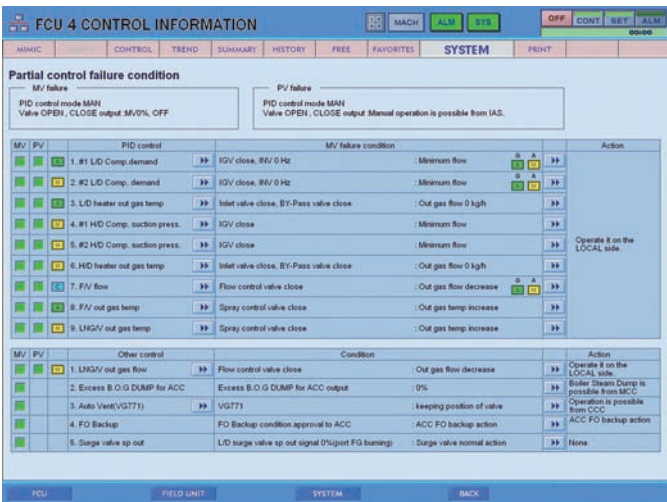 FCU 4 CONTROL INFORMATION
MACH ALM SYS OFF CONT SET ALM
00:00
MIMIC CONTROL TREND SUMMARY HISTORY FREE FAVORITES SYSTEM PRINT
Partial control failure condition
MV failure
PID control mode MAN
Valve OPEN , CLOSE output :MV0%, OFF
PV failure
PID control mode MAN
Valve OPEN , CLOSE output :Manual operation is possible from IAS.
MV PV PID control MV failure condition Action
1. #1 L/D Comp.demand IGV close, INV 0 Hz : Minimum flow G A
2. #2 L/D Comp. demand IGV close, INV 0 Hz : Minimum flow G A
3. L/D heater out gas temp Inlet valve close, BY-Pass valve close : Out gas flow 0 kg/h
4. #1 H/D Comp. suction press. IGV close : Minimum flow
5. #2 H/D Comp. suction press. IGV close : Minimum flow
6. H/D heater out gas temp Inlet valve close, BY-Pass valve close : Out gas flow 0 kg/h
7. F/V flow Flow control valve close : Out gas flow decrease G A
8. F/V out gas temp Spray control valve close : Out gas temp increase
9. LNG/V out gas temp Spray control valve close : Out gas temp increase
Operate it on the
LOCAL side.
MV PV Other control Condition Action
1. LNG/V out gas flow Flow control valve close : Out gas flow decrease Operate it on the
LOCAL side.
2. Excess B.O.G DUMP for ACC Excess B.O.G DUMP for ACC output : 0% Boiler Steam Dump is
possible from MCC
3. Auto Vent(VG771) VG771 : keeping position of valve Operation is possible
from CCC
4. FO Backup FO Backup condition approval to ACC : ACC FO backup action ACC FO backup action
5. Surge valve sp out L/D surge valve sp out signal 0%(port FG burning) : Surge valve normal action None
FCU FIELD UNIT SYSTEM BACK